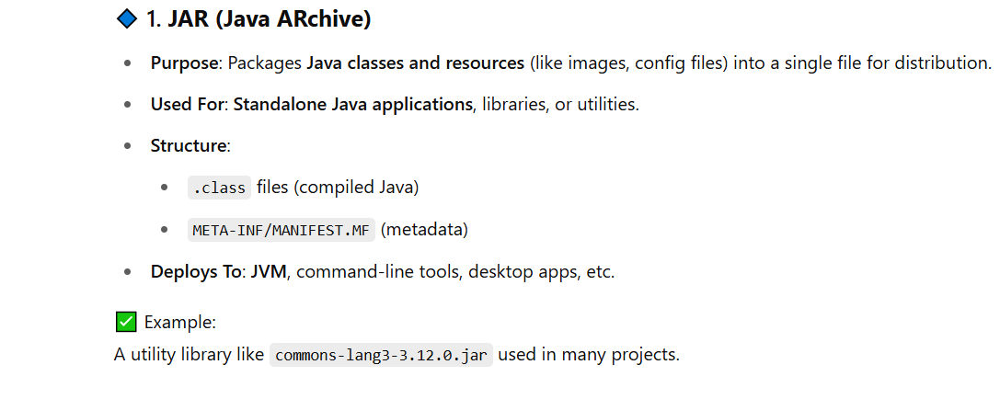 1. JAR (Java ARchive)
• Purpose: Packages Java classes and resources (like images, config files) into a single file for distribution.
• Used For: Standalone Java applications, libraries, or utilities.
• Structure:
• .class files (compiled Java)
• META-INF/MANIFEST.MF (metadata)
• Deploys To: JVM, command-line tools, desktop apps, etc.
Example:
A utility library like commons-lang3-3.12.0.jar used in many projects.